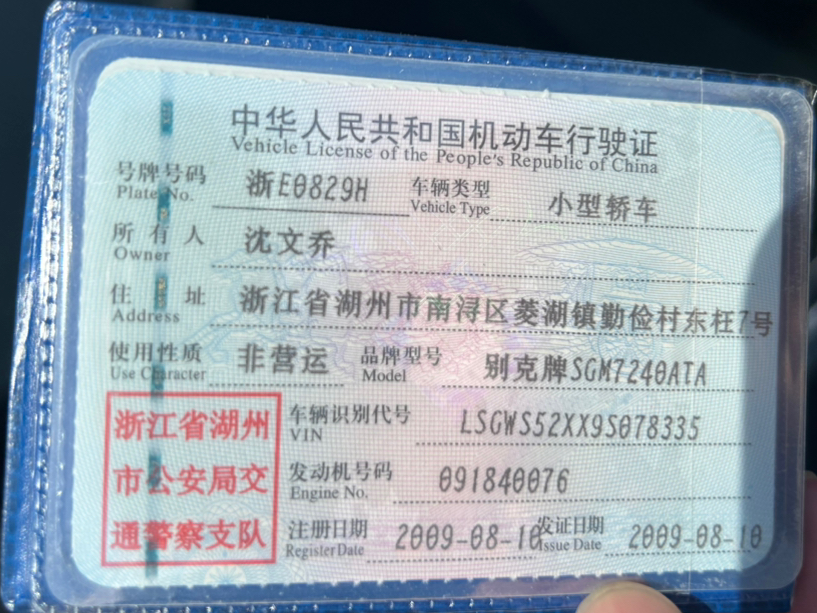 中华人民共和国机动车行驶证
Vehicle License of the People's Republic of China
号牌号码 浙E0829H 车辆类型 小型轿车
Plate No. Vehicle Type
所有人 沈文乔
Owner
住址 浙江省湖州市南浔区菱湖镇勤俭村东枉7号
Address
使用性质 非营运 品牌型号 别克牌SGM7240ATA
Use Character Model
浙江省湖州 车辆识别代号 LSGWS52XX9S078335
VIN
市公安局交 发动机号码 091840076
Engine No.
通警察支队 注册日期 2009-08-10 发证日期 2009-08-10
Register Date Issue Date